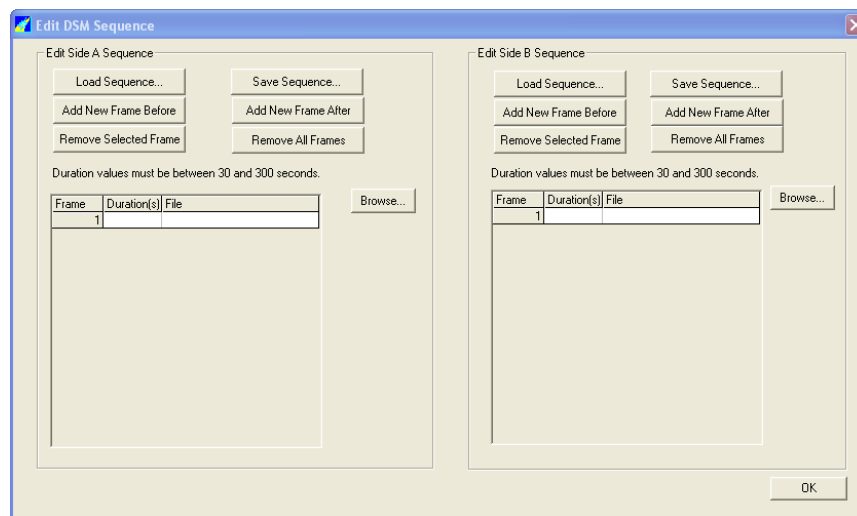 Edit DSM Sequence
Edit Side A Sequence
Load Sequence... Save Sequence...
Add New Frame Before Add New Frame After
Remove Selected Frame Remove All Frames
Duration values must be between 30 and 300 seconds.
Browse...
Frame Duration(s) File
1
Edit Side B Sequence
Load Sequence... Save Sequence...
Add New Frame Before Add New Frame After
Remove Selected Frame Remove All Frames
Duration values must be between 30 and 300 seconds.
Browse...
Frame Duration(s) File
1
OK